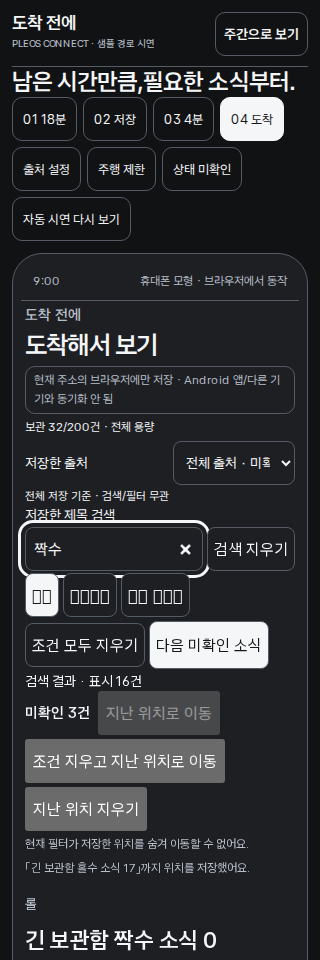 도착 전에
PLEOS CONNECT · 샘플 경로 시연
주간으로 보기
남은 시간만큼,필요한 소식부터.
01 18분
02 저장
03 4분
04 도착
출처 설정
주행 제한
상태 미확인
자동 시연 다시 보기
9:00
휴대폰 모형 · 브라우저에서 동작
도착 전에
도착해서 보기
현재 주소의 브라우저에만 저장 · Android 앱/다른 기
기와 동기화 안 됨
보관 32/200건 · 전체 용량
저장한 출처
전체 출처 · 미확
전체 저장 기준 · 검색/필터 무관
저장한 제목 검색
짝수
검색 지우기
조건 모두 지우기
다음 미확인 소식
검색 결과 · 표시 16건
미확인 3건
지난 위치로 이동
조건 지우고 지난 위치로 이동
지난 위치 지우기
현재 필터가 저장한 위치를 숨겨 이동할 수 없어요.
「긴 보관함 홀수 소식 17」까지 위치를 저장했어요.
롤
긴 보관함 짝수 소식 0